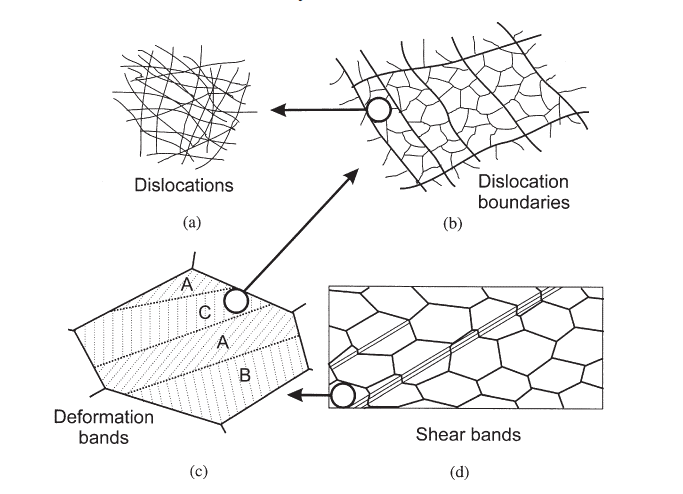 Dislocations
(a)
Dislocation
boundaries
(b)
A
C
A
B
Deformation
bands
(c)
Shear bands
(d)